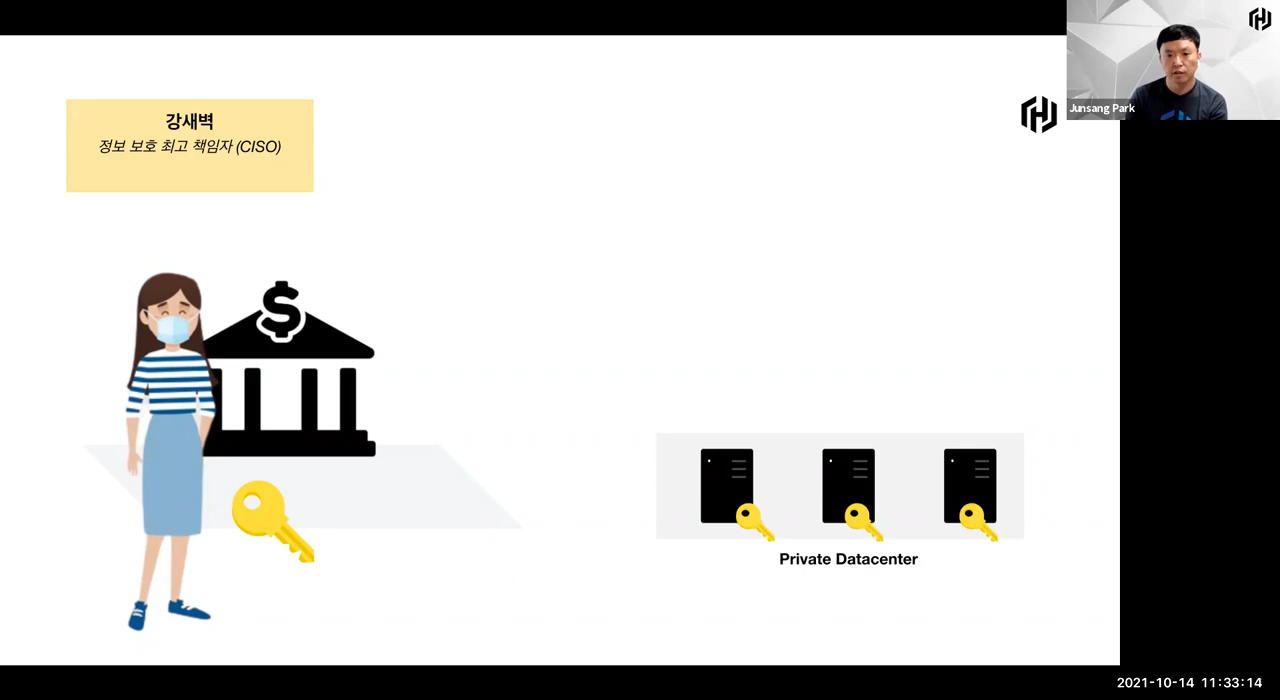 강새벽
정보 보호 최고 책임자 (CISO)
Junsang Park
$
Private Datacenter
2021-10-14 11:33:14